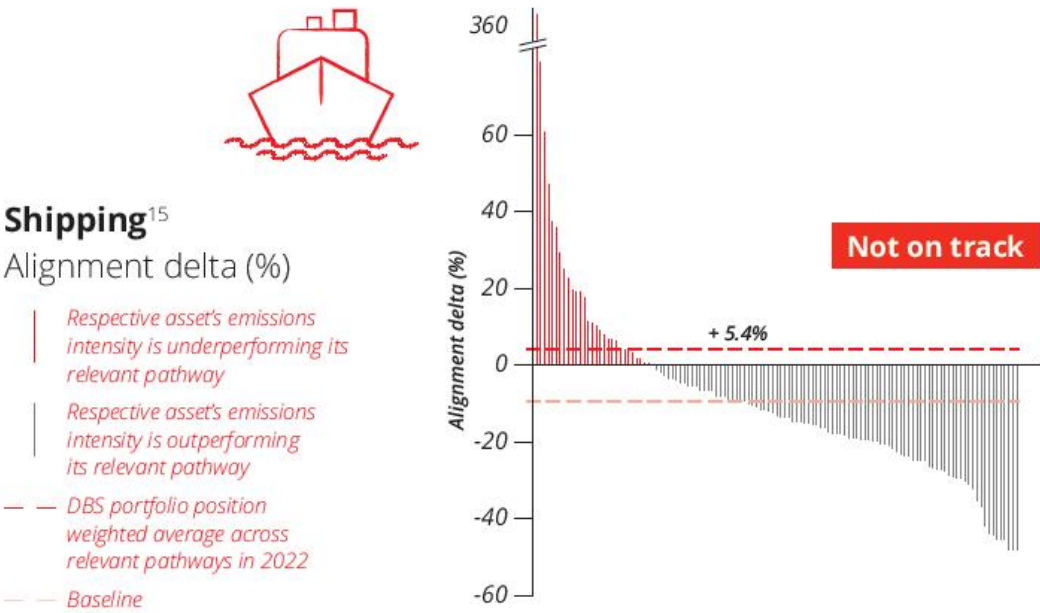 Shipping15
Alignment delta (%)
Respective asset's emissions
intensity is underperforming its
relevant pathway
Respective asset's emissions
intensity is outperforming
its relevant pathway
DBS portfolio position
weighted average across
relevant pathways in 2022
Baseline
Alignment delta (%)
360
60
40
20
0
-20
-40
-60
+ 5.4%
Not on track